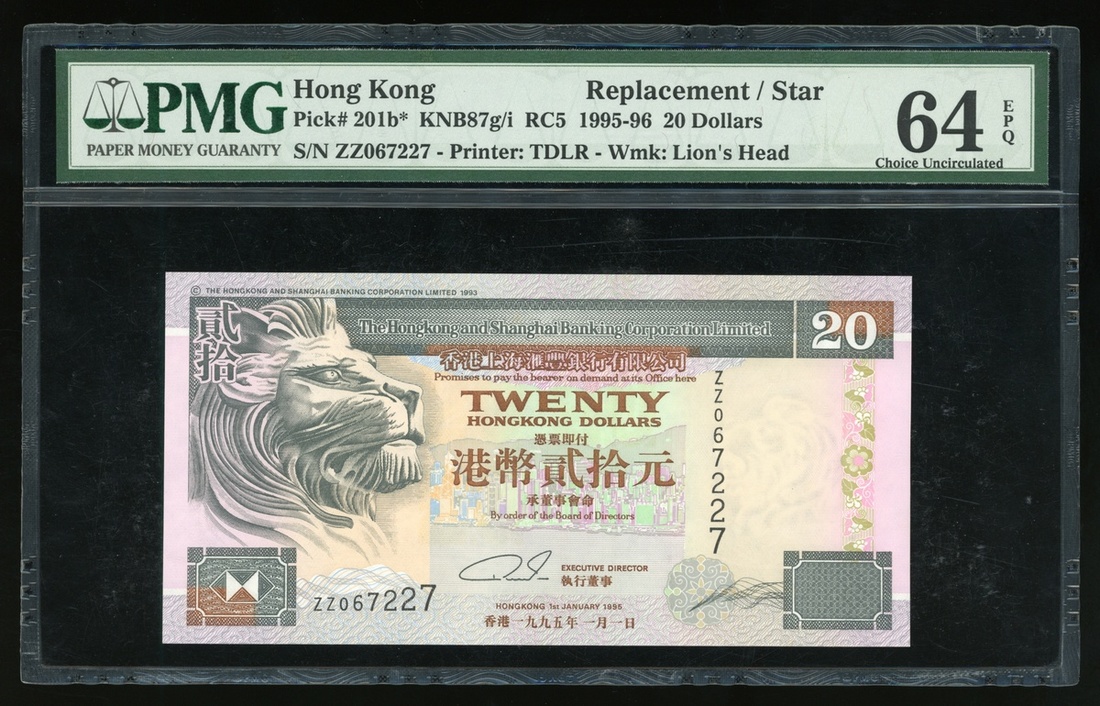 PMG
PAPER MONEY GUARANTY
Hong Kong Replacement / Star
Pick# 201b* KNB87g/i RC5 1995-96 20 Dollars
S/N ZZ067227 - Printer: TDLR - Wmk: Lion's Head
64 EPQ
Choice Uncirculated
© THE HONGKONG AND SHANGHAI BANKING CORPORATION LIMITED 1993
貳拾
The Hongkong and Shanghai Banking Corporation Limited
20
香港上海滙豐銀行有限公司
Promises to pay the bearer on demand at its Office here
TWENTY
HONGKONG DOLLARS
憑票即付
港幣貳拾元
承董事會命
By order of the Board of Directors
ZZ067227
EXECUTIVE DIRECTOR
執行董事
ZZ067227
HONGKONG 1ST JANUARY 1995
香港一九九五年一月一日